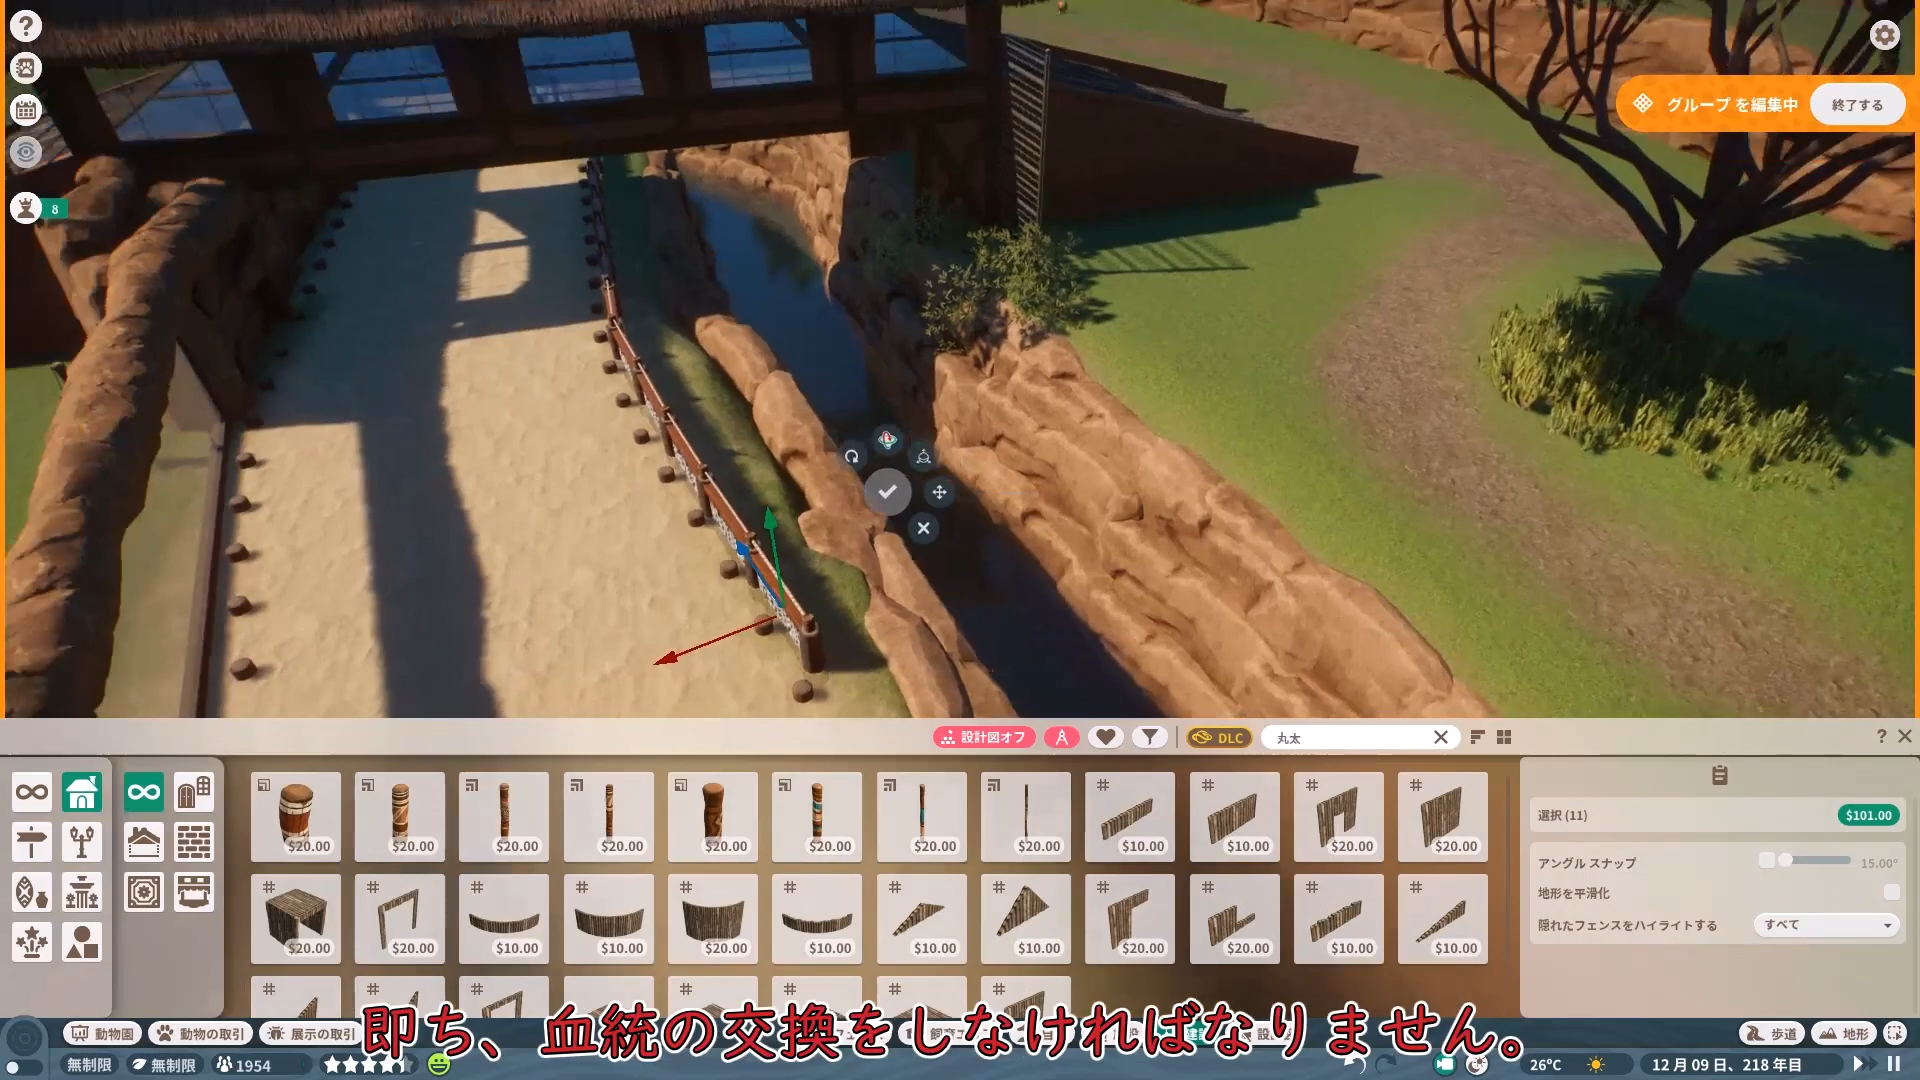 8
グループ を編集中
終了する
設計図オフ
DLC
丸太
$20.00 $20.00 $20.00 $20.00 $20.00 $20.00 $20.00 $20.00 $10.00 $10.00 $20.00 $20.00
$20.00 $20.00 $10.00 $10.00 $20.00 $10.00 $10.00 $10.00 $20.00 $20.00 $10.00 $10.00
選択 (11)
$101.00
アングル スナップ
15.00°
地形を平滑化
隠れたフェンスをハイライトする
すべて
即ち、血統の交換をしなければなりません。
動物園
動物の取引
展示の取引
歩道
地形
無制限
無制限
1954
26°C
12 月 09 日、218 年目